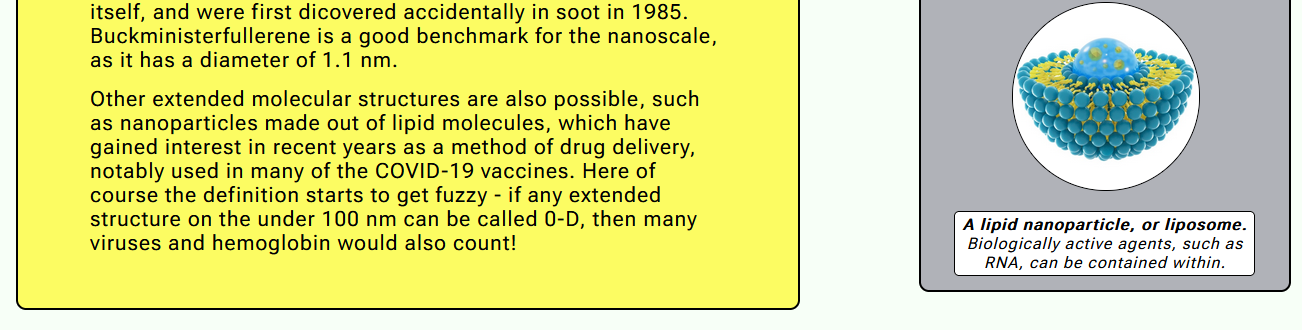 itself, and were first dicovered accidentally in soot in 1985.
Buckministerfullerene is a good benchmark for the nanoscale,
as it has a diameter of 1.1 nm.
Other extended molecular structures are also possible, such
as nanoparticles made out of lipid molecules, which have
gained interest in recent years as a method of drug delivery,
notably used in many of the COVID-19 vaccines. Here of
course the definition starts to get fuzzy - if any extended
structure on the under 100 nm can be called 0-D, then many
viruses and hemoglobin would also count!
A lipid nanoparticle, or liposome.
Biologically active agents, such as
RNA, can be contained within.